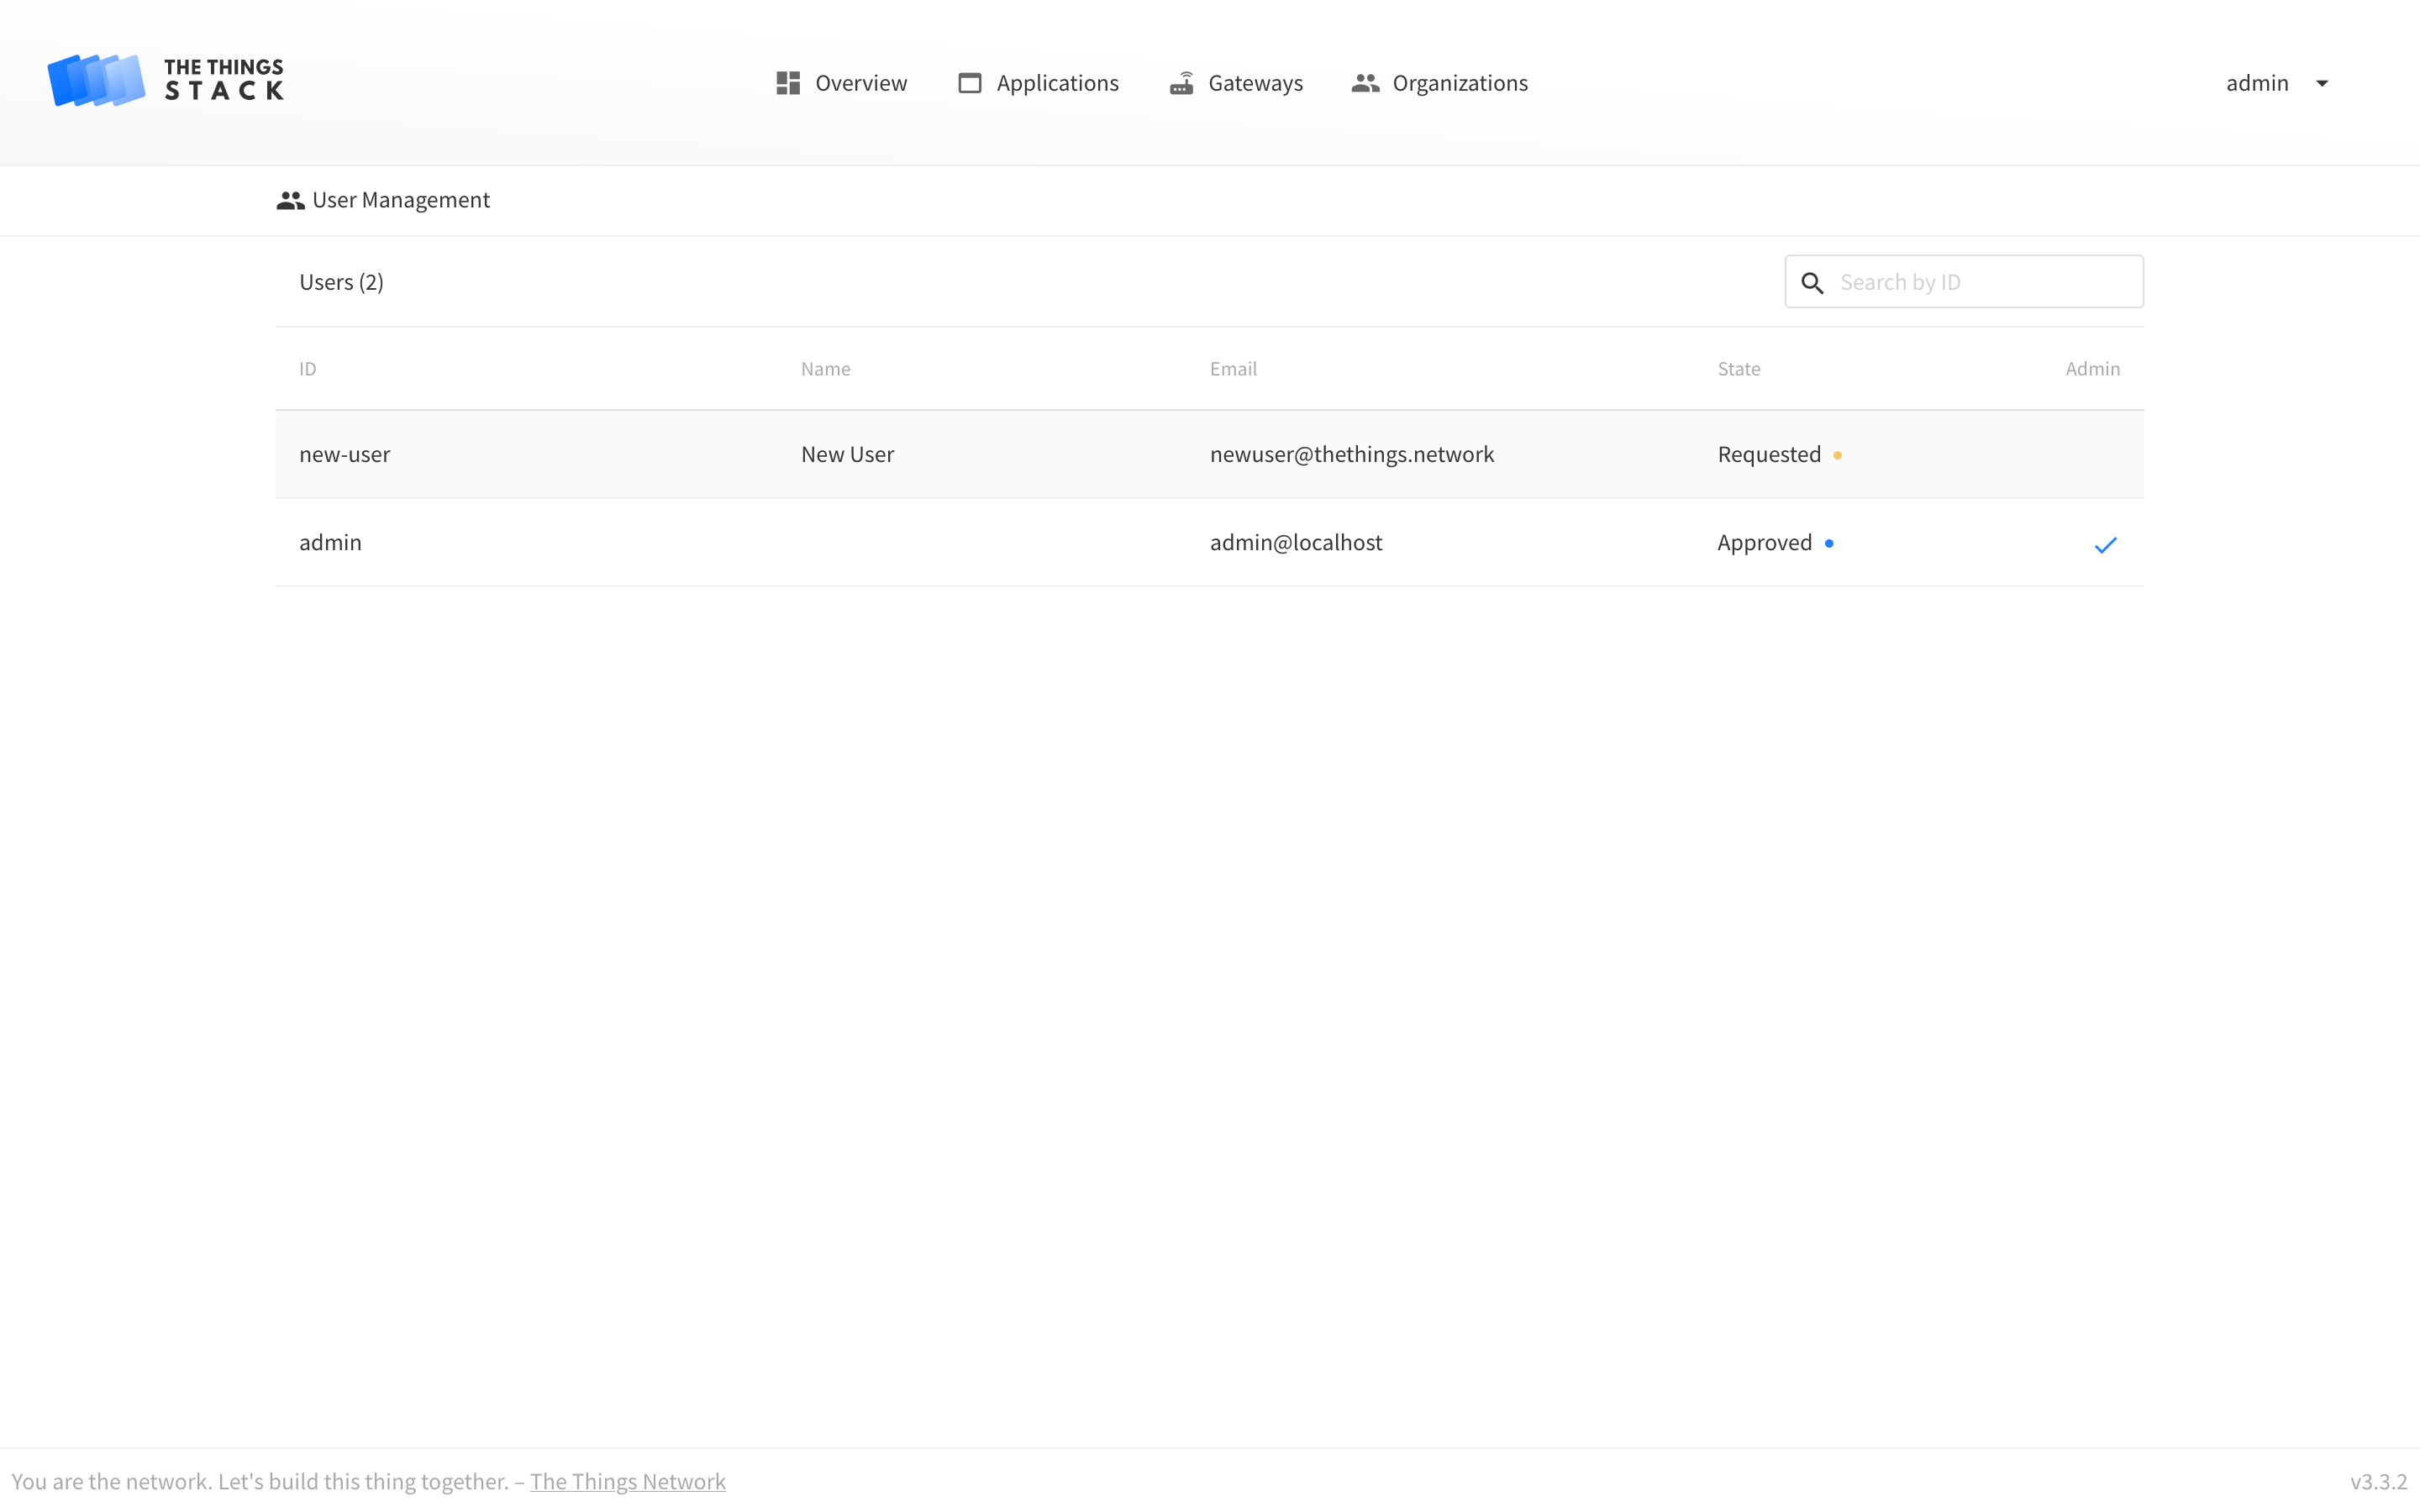 THE THINGS
STACK
Overview Applications Gateways Organizations admin
User Management
Users (2) Search by ID
ID Name Email State Admin
new-user New User newuser@thethings.network Requested
admin admin@localhost Approved
You are the network. Let's build this thing together. – The Things Network v3.3.2